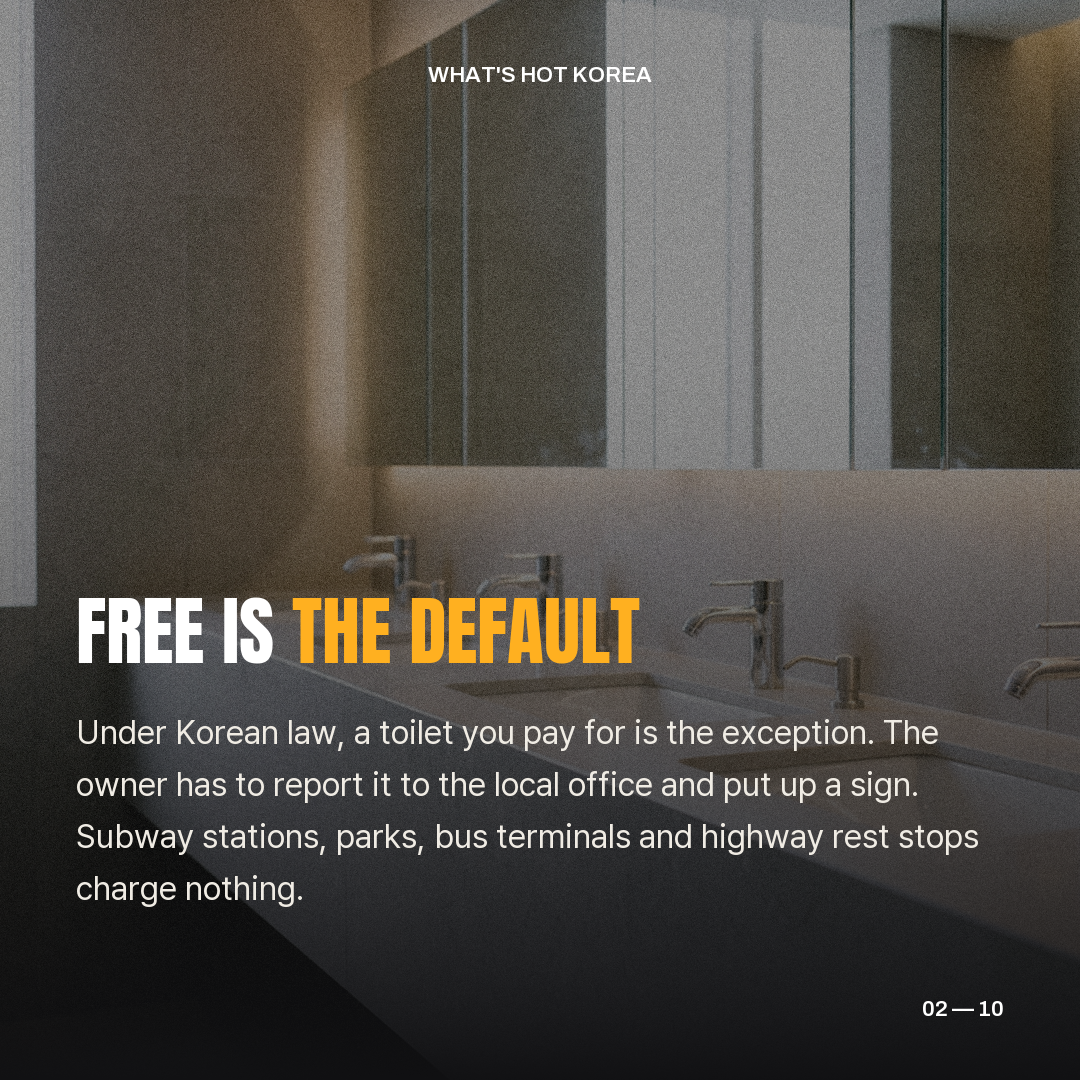 WHAT'S HOT KOREA
FREE IS THE DEFAULT
Under Korean law, a toilet you pay for is the exception. The
owner has to report it to the local office and put up a sign.
Subway stations, parks, bus terminals and highway rest stops
charge nothing.
02 — 10